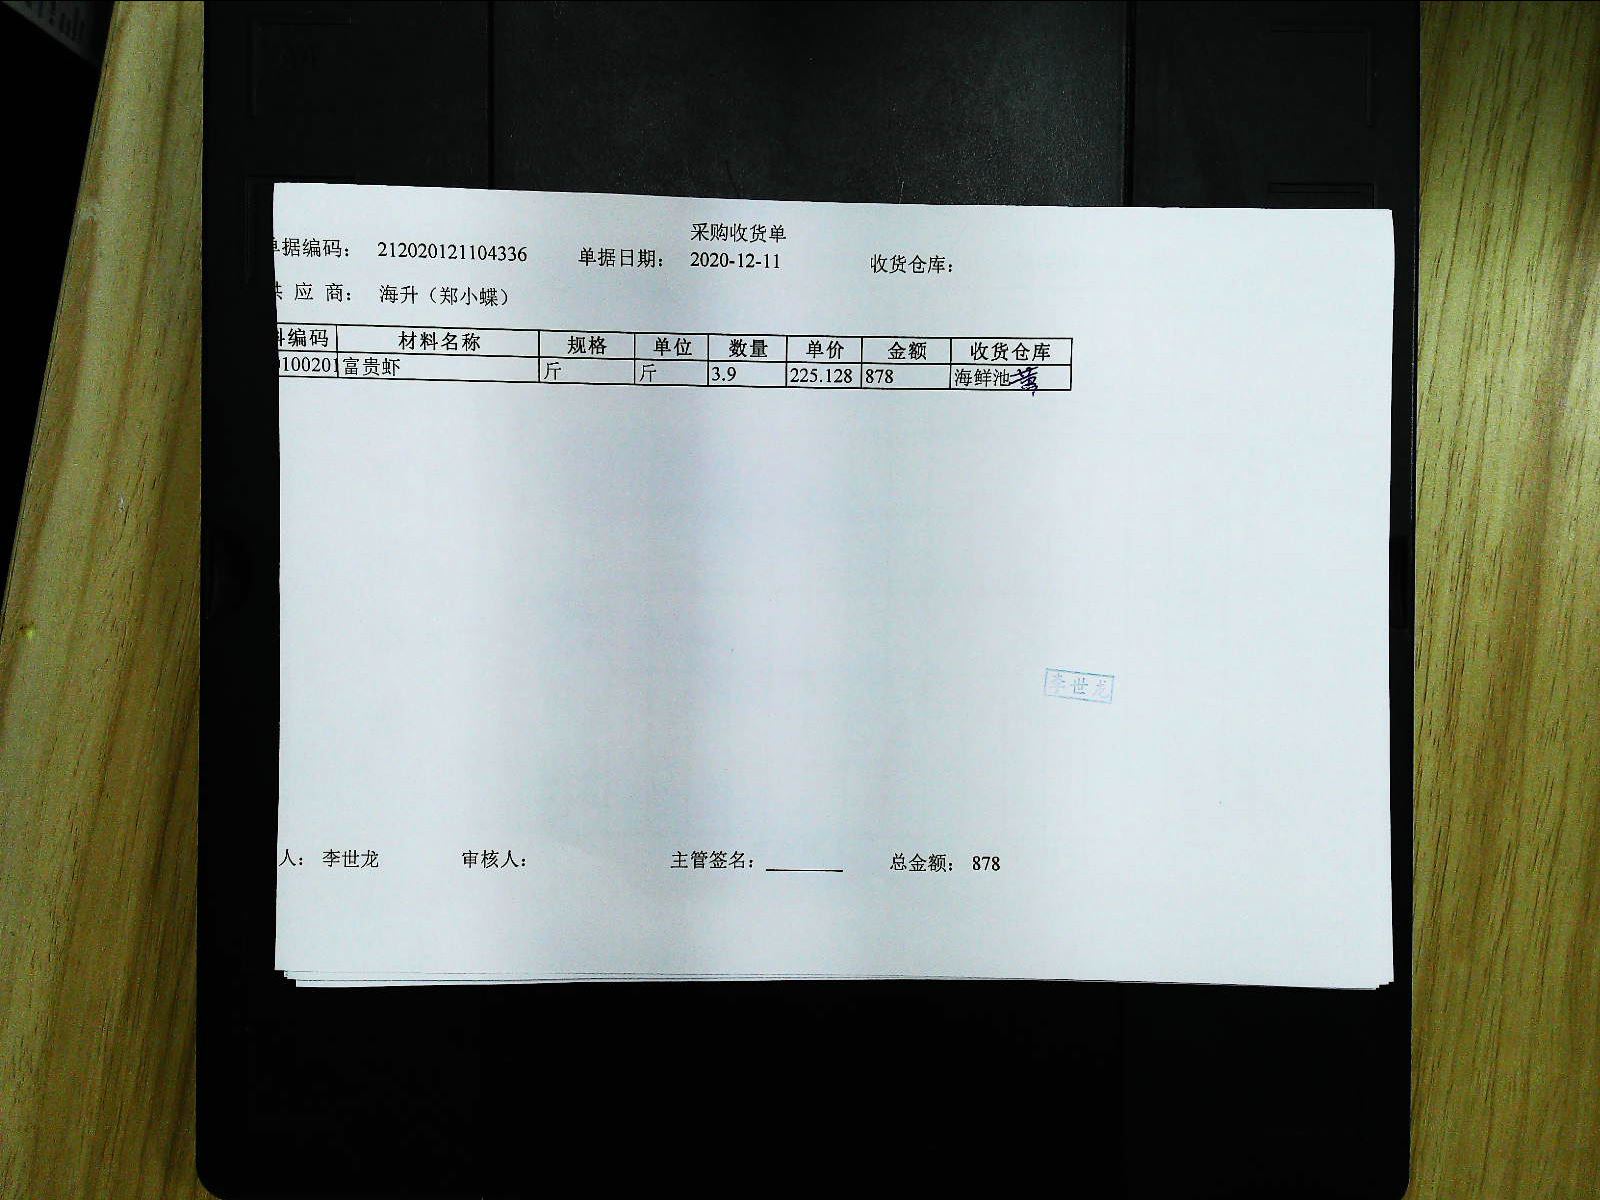 采购收货单
单据编码： 212020121104336 单据日期： 2020-12-11 收货仓库：
供 应 商： 海升（郑小蝶）
料编码 材料名称 规格 单位 数量 单价 金额 收货仓库
0100201 富贵虾 斤 斤 3.9 225.128 878 海鲜池
李世龙
人： 李世龙 审核人： 主管签名： 总金额： 878